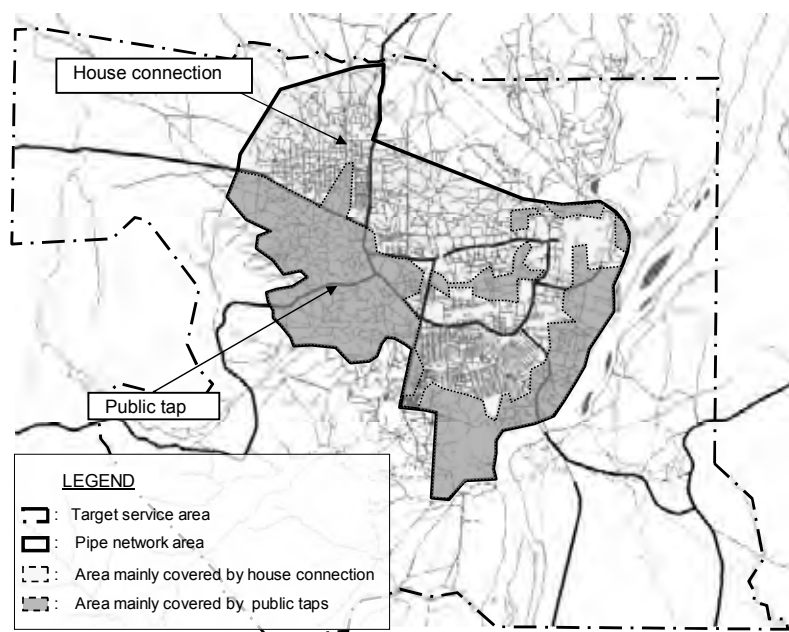 House connection
Public tap
LEGEND
: Target service area
: Pipe network area
: Area mainly covered by house connection
: Area mainly covered by public taps